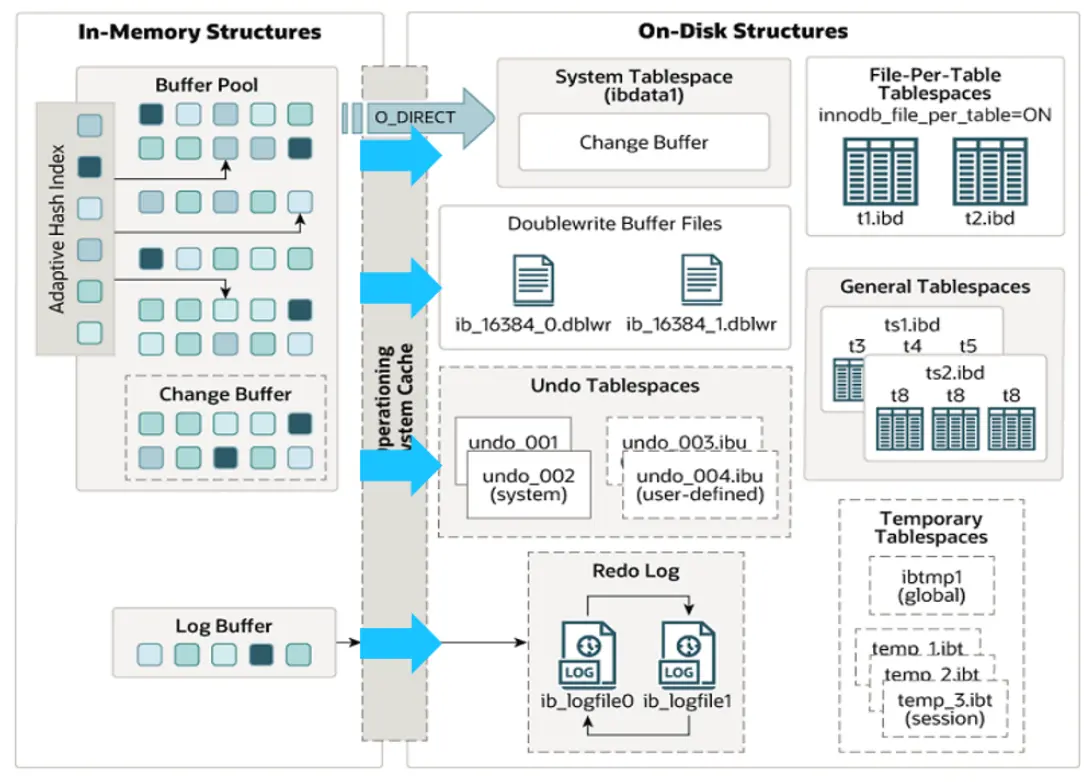 In-Memory Structures
On-Disk Structures
Buffer Pool
Adaptive Hash Index
Change Buffer
Log Buffer
O_DIRECT
System Cache
System Tablespace
(ibdata1)
Change Buffer
Doublewrite Buffer Files
ib_16384_0.dblwr
ib_16384_1.dblwr
Undo Tablespaces
undo_001
undo_002
(system)
undo_003.ibu
undo_004.ibu
(user-defined)
Redo Log
LOG
LOG
ib_logfile0
ib_logfile1
File-Per-Table
Tablespaces
innodb_file_per_table=ON
t1.ibd
t2.ibd
General Tablespaces
ts1.ibd
t3
t4
t5
ts2.ibd
t8
t8
t8
Temporary
Tablespaces
ibtmp1
(global)
temp_1.ibt
temp_2.ibt
temp_3.ibt
(session)